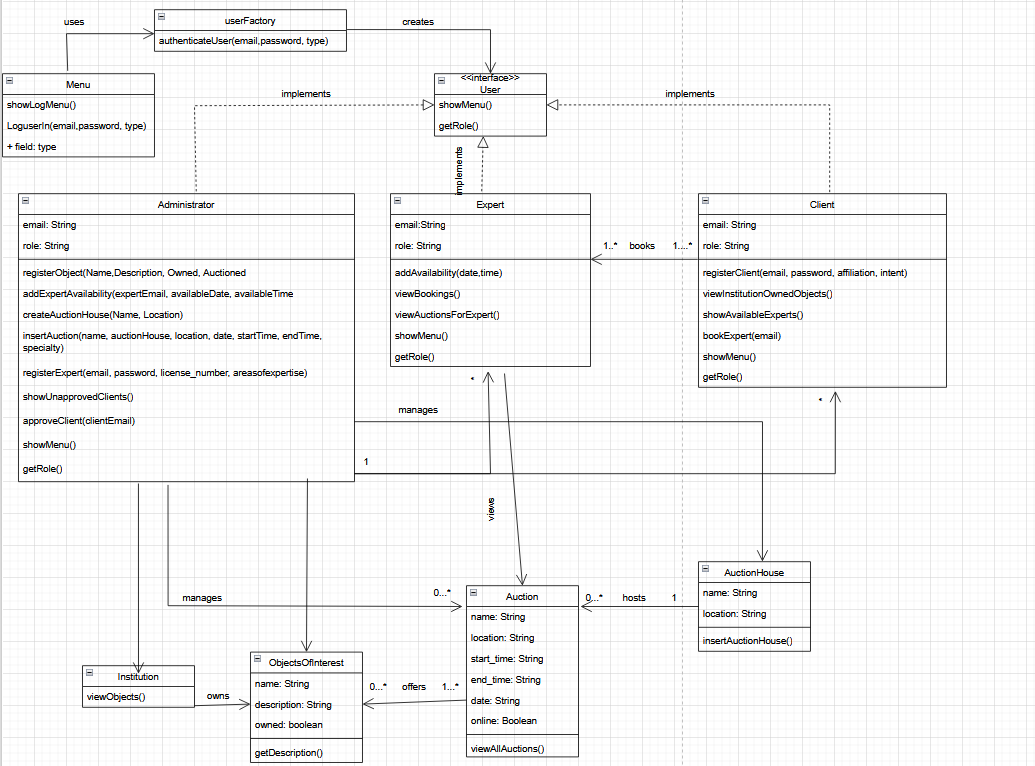 uses
userFactory
authenticateUser(email,password, type)
creates
Menu
showLogMenu()
LoguserIn(email,password, type)
+ field: type
<<interface>>
User
showMenu()
getRole()
implements
implements
implements
Administrator
email: String
role: String
registerObject(Name,Description, Owned, Auctioned
addExpertAvailability(expertEmail, availableDate, availableTime
createAuctionHouse(Name, Location)
insertAuction(name, auctionHouse, location, date, startTime, endTime,
specialty)
registerExpert(email, password, license_number, areasofexpertise)
showUnapprovedClients()
approveClient(clientEmail)
showMenu()
getRole()
Expert
email:String
role: String
addAvailability(date,time)
viewBookings()
viewAuctionsForExpert()
showMenu()
getRole()
1..* books 1....*
Client
email: String
role: String
registerClient(email, password, affiliation, intent)
viewInstitutionOwnedObjects()
showAvailableExperts()
bookExpert(email)
showMenu()
getRole()
*
*
manages
1
views
manages
0...*
Auction
name: String
location: String
start_time: String
end_time: String
date: String
online: Boolean
viewAllAuctions()
0...* hosts 1
AuctionHouse
name: String
location: String
insertAuctionHouse()
Institution
viewObjects()
owns
ObjectsOfInterest
name: String
description: String
owned: boolean
getDescription()
0...* offers 1...*